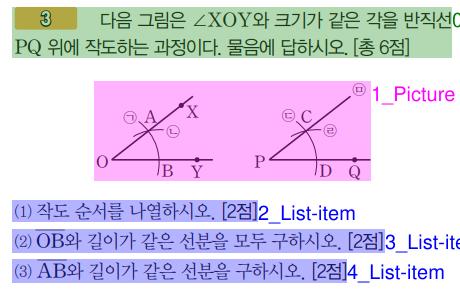 3 다음 그림은 ∠XOY와 크기가 같은 각을 반직선
PQ 위에 작도하는 과정이다. 물음에 답하시오. [총 6점]
1_Picture
㉠ A X ㉡ O B Y
㉢ C ㉣ ㉤ P D Q
(1) 작도 순서를 나열하시오. [2점] 2_List-item
(2) OB와 길이가 같은 선분을 모두 구하시오. [2점] 3_List-ite
(3) AB와 길이가 같은 선분을 구하시오. [2점] 4_List-item